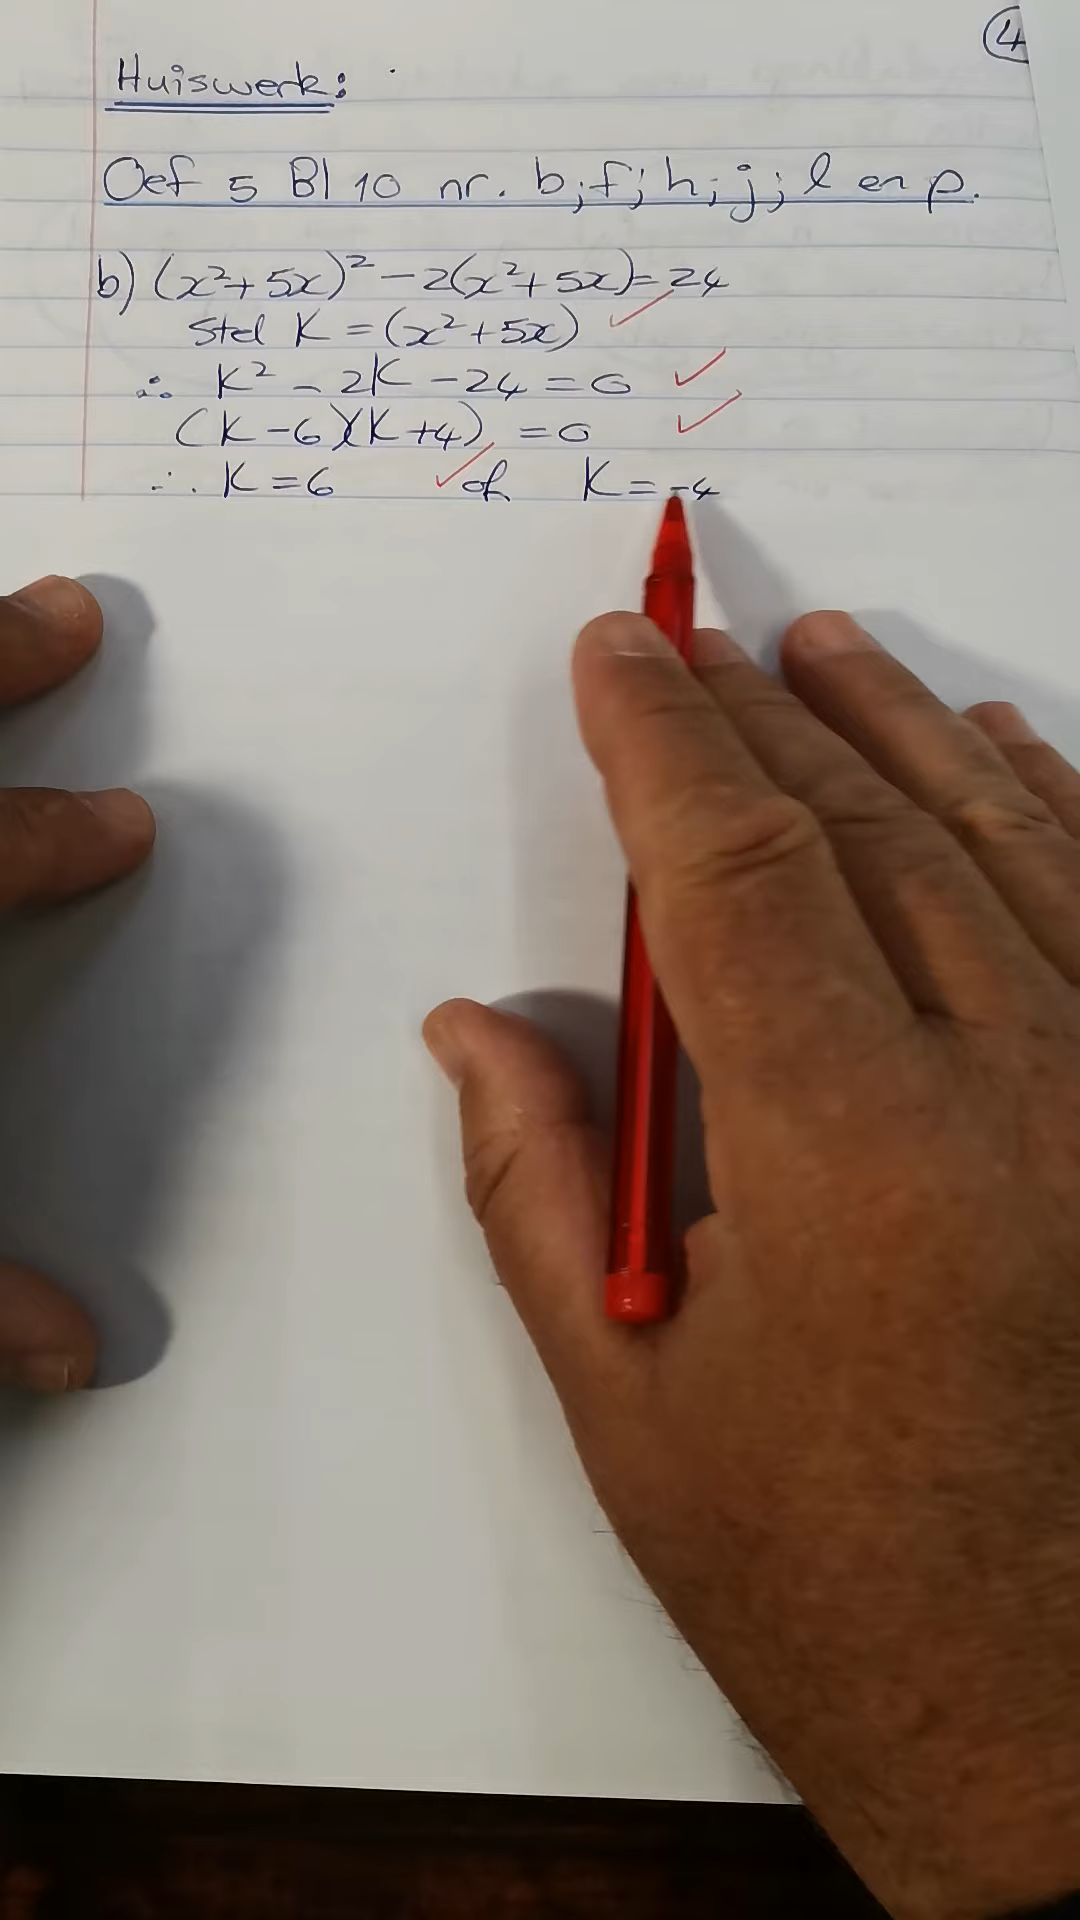 4
Huiswerk:
Oef 5 Bl 10 nr. b; f; h; j; l en p.
b) (x²+5x)² - 2(x²+5x) = 24
Stel K = (x²+5x)
∴ K² - 2K - 24 = 0
(K-6)(K+4) = 0
∴ K = 6 of K = -4